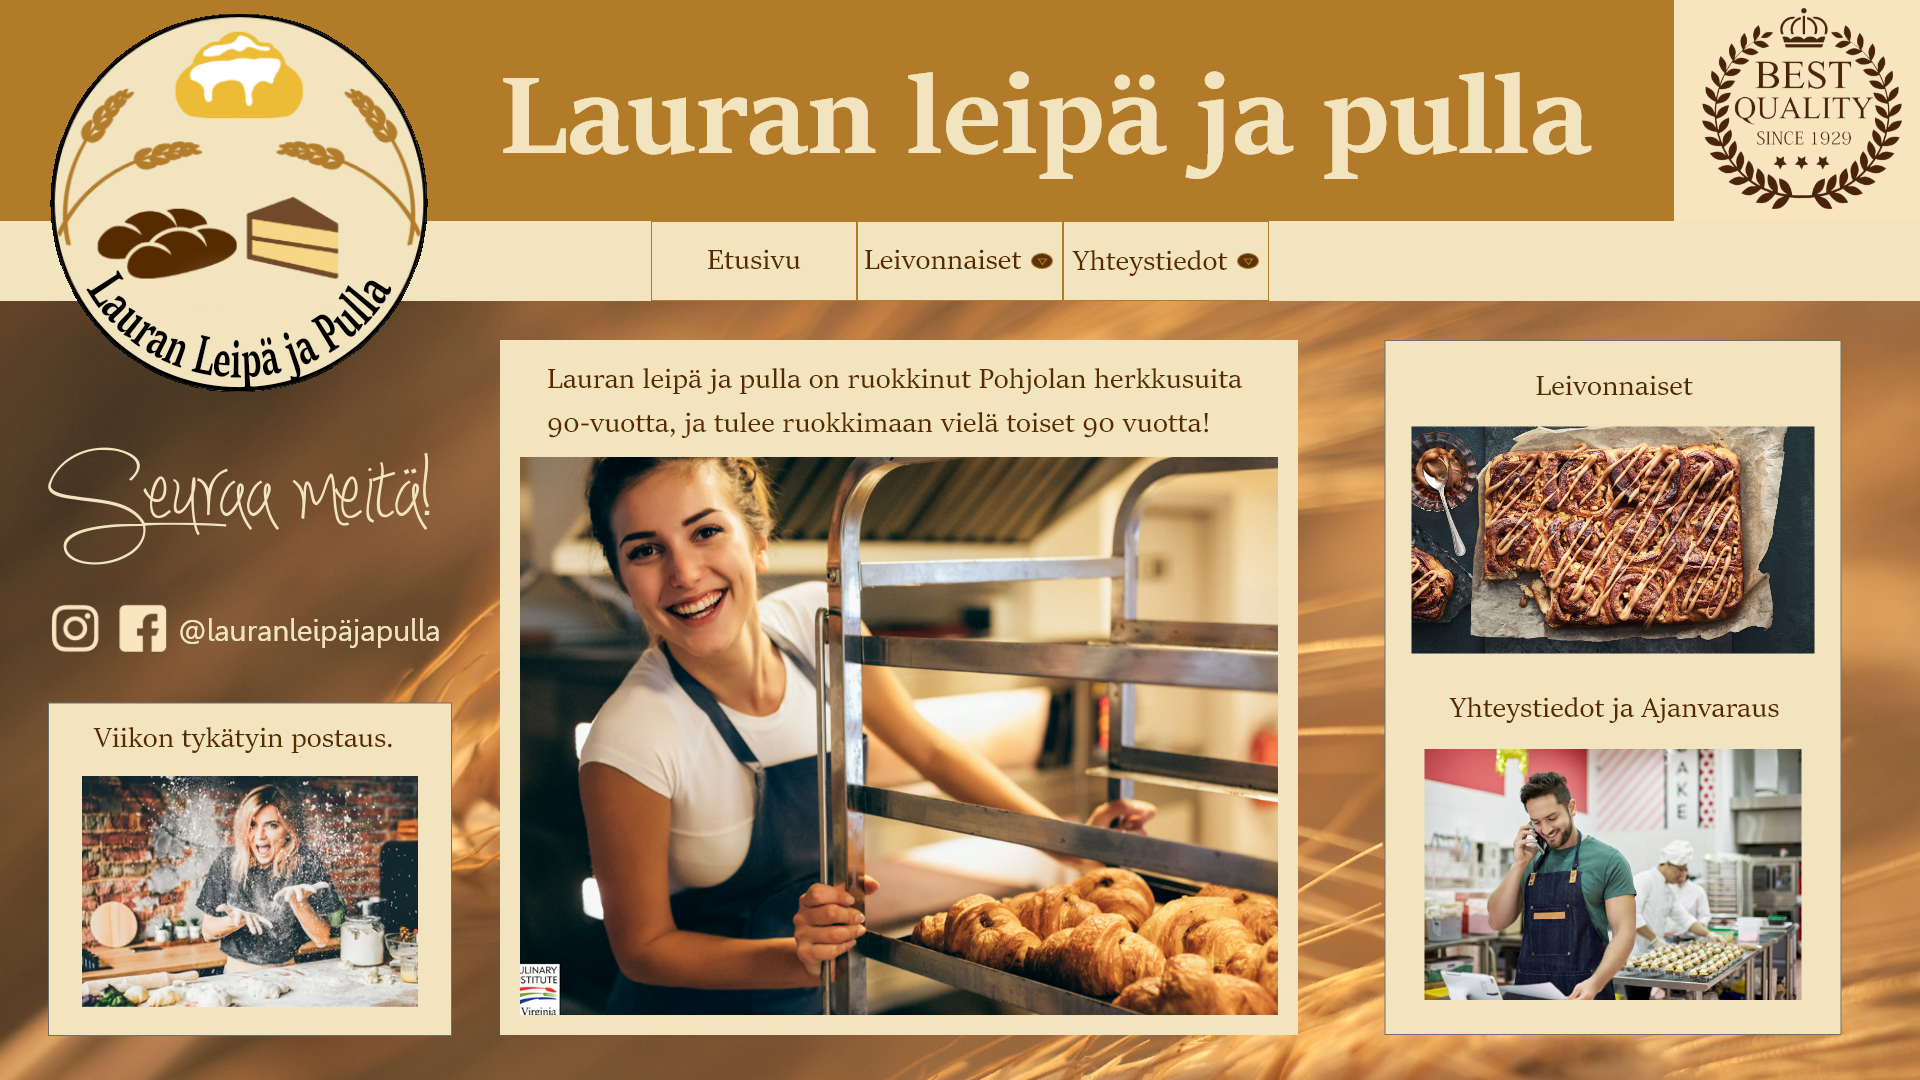 Lauran Leipä ja Pulla
Lauran leipä ja pulla
BEST
QUALITY
SINCE 1929
Etusivu
Leivonnaiset
Yhteystiedot
Seuraa meitä!
@lauranleipäjapulla
Viikon tykätyin postaus.
Lauran leipä ja pulla on ruokkinut Pohjolan herkkusuita
90-vuotta, ja tulee ruokkimaan vielä toiset 90 vuotta!
ULINARY
STITUTE
Virginia
Leivonnaiset
Yhteystiedot ja Ajanvaraus
AKE